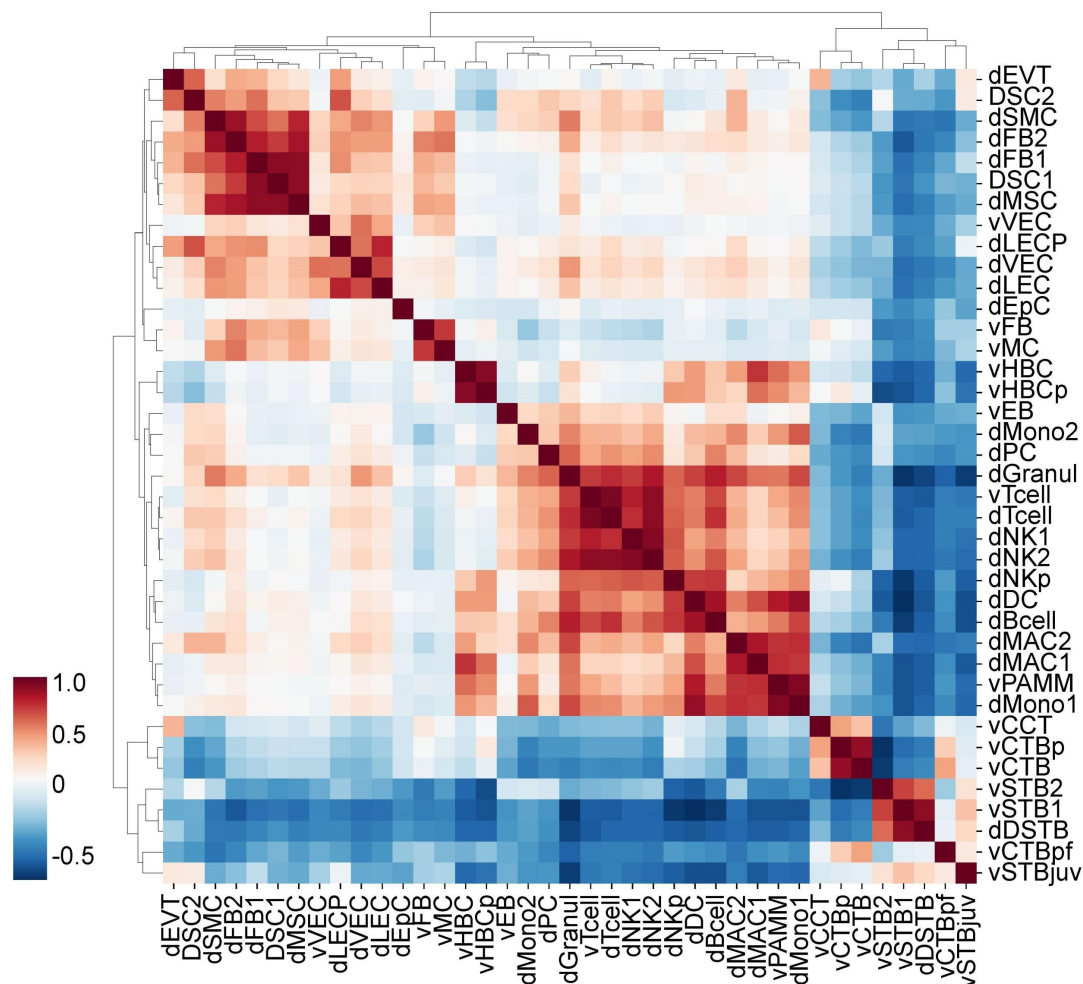 dEVT
DSC2
dSMC
dFB2
dFB1
DSC1
dMSC
vVEC
dLECP
dVEC
dLEC
dEpC
vFB
vMC
vHBC
vHBCp
vEB
dMono2
dPC
dGranul
vTcell
dTcell
dNK1
dNK2
dNKp
dDC
dBcell
dMAC2
dMAC1
vPAMM
dMono1
vCCT
vCTBp
vCTB
vSTB2
vSTB1
dDSTB
vCTBpf
vSTBjuv
1.0
0.5
0
-0.5
dEVT
DSC2
dSMC
dFB2
dFB1
DSC1
dMSC
vVEC
dLECP
dVEC
dLEC
dEpC
vFB
vMC
vHBC
vHBCp
vEB
dMono2
dPC
dGranul
vTcell
dTcell
dNK1
dNK2
dNKp
dDC
dBcell
dMAC2
dMAC1
vPAMM
dMono1
vCCT
vCTBp
vCTB
vSTB2
vSTB1
dDSTB
vCTBpf
vSTBjuv